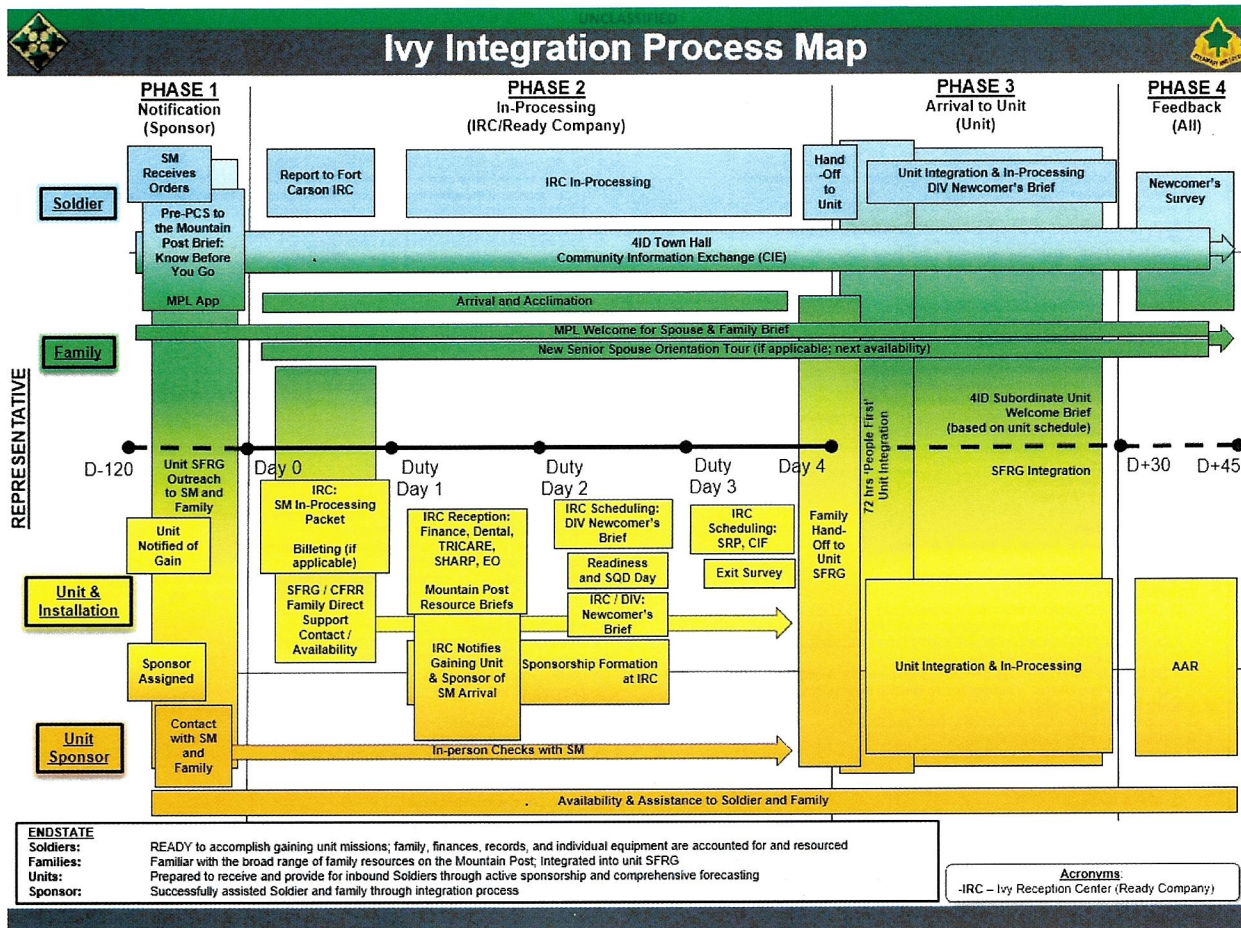 UNCLASSIFIED
Ivy Integration Process Map
PHASE 1
Notification
(Sponsor)
PHASE 2
In-Processing
(IRC/Ready Company)
PHASE 3
Arrival to Unit
(Unit)
PHASE 4
Feedback
(All)
REPRESENTATIVE
Soldier
SM
Receives
Orders
Report to Fort
Carson IRC
IRC In-Processing
Hand
-Off
to
Unit
Unit Integration & In-Processing
DIV Newcomer's Brief
Newcomer's
Survey
Pre-PCS to
the Mountain
Post Brief:
Know Before
You Go
MPL App
4ID Town Hall
Community Information Exchange (CIE)
Family
Arrival and Acclimation
MPL Welcome for Spouse & Family Brief
New Senior Spouse Orientation Tour (if applicable; next availability)
72 hrs 'People First'
Unit Integration
4ID Subordinate Unit
Welcome Brief
(based on unit schedule)
SFRG Integration
D-120
Day 0
Duty
Day 1
Duty
Day 2
Duty
Day 3
Day 4
D+30
D+45
Unit SFRG
Outreach
to SM and
Family
Unit &
Installation
Unit
Notified of
Gain
Sponsor
Assigned
IRC:
SM In-Processing
Packet
Billeting (if
applicable)
SFRG / CFRR
Family Direct
Support
Contact /
Availability
IRC Reception:
Finance, Dental,
TRICARE,
SHARP, EO
Mountain Post
Resource Briefs
IRC Notifies
Gaining Unit
& Sponsor of
SM Arrival
IRC Scheduling:
DIV Newcomer's
Brief
Readiness
and SQD Day
IRC / DIV:
Newcomer's
Brief
Sponsorship Formation
at IRC
IRC
Scheduling:
SRP, CIF
Exit Survey
Family
Hand-
Off to
Unit
SFRG
Unit Integration & In-Processing
AAR
Unit
Sponsor
Contact
with SM
and
Family
In-person Checks with SM
Availability & Assistance to Soldier and Family
ENDSTATE
Soldiers: READY to accomplish gaining unit missions; family, finances, records, and individual equipment are accounted for and resourced
Families: Familiar with the broad range of family resources on the Mountain Post; Integrated into unit SFRG
Units: Prepared to receive and provide for inbound Soldiers through active sponsorship and comprehensive forecasting
Sponsor: Successfully assisted Soldier and family through integration process
Acronyms:
-IRC – Ivy Reception Center (Ready Company)